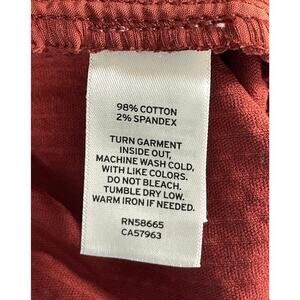 98% COTTON
2% SPANDEX
TURN GARMENT
INSIDE OUT,
MACHINE WASH COLD,
WITH LIKE COLORS.
DO NOT BLEACH.
TUMBLE DRY LOW.
WARM IRON IF NEEDED.
RN58665
CA57963